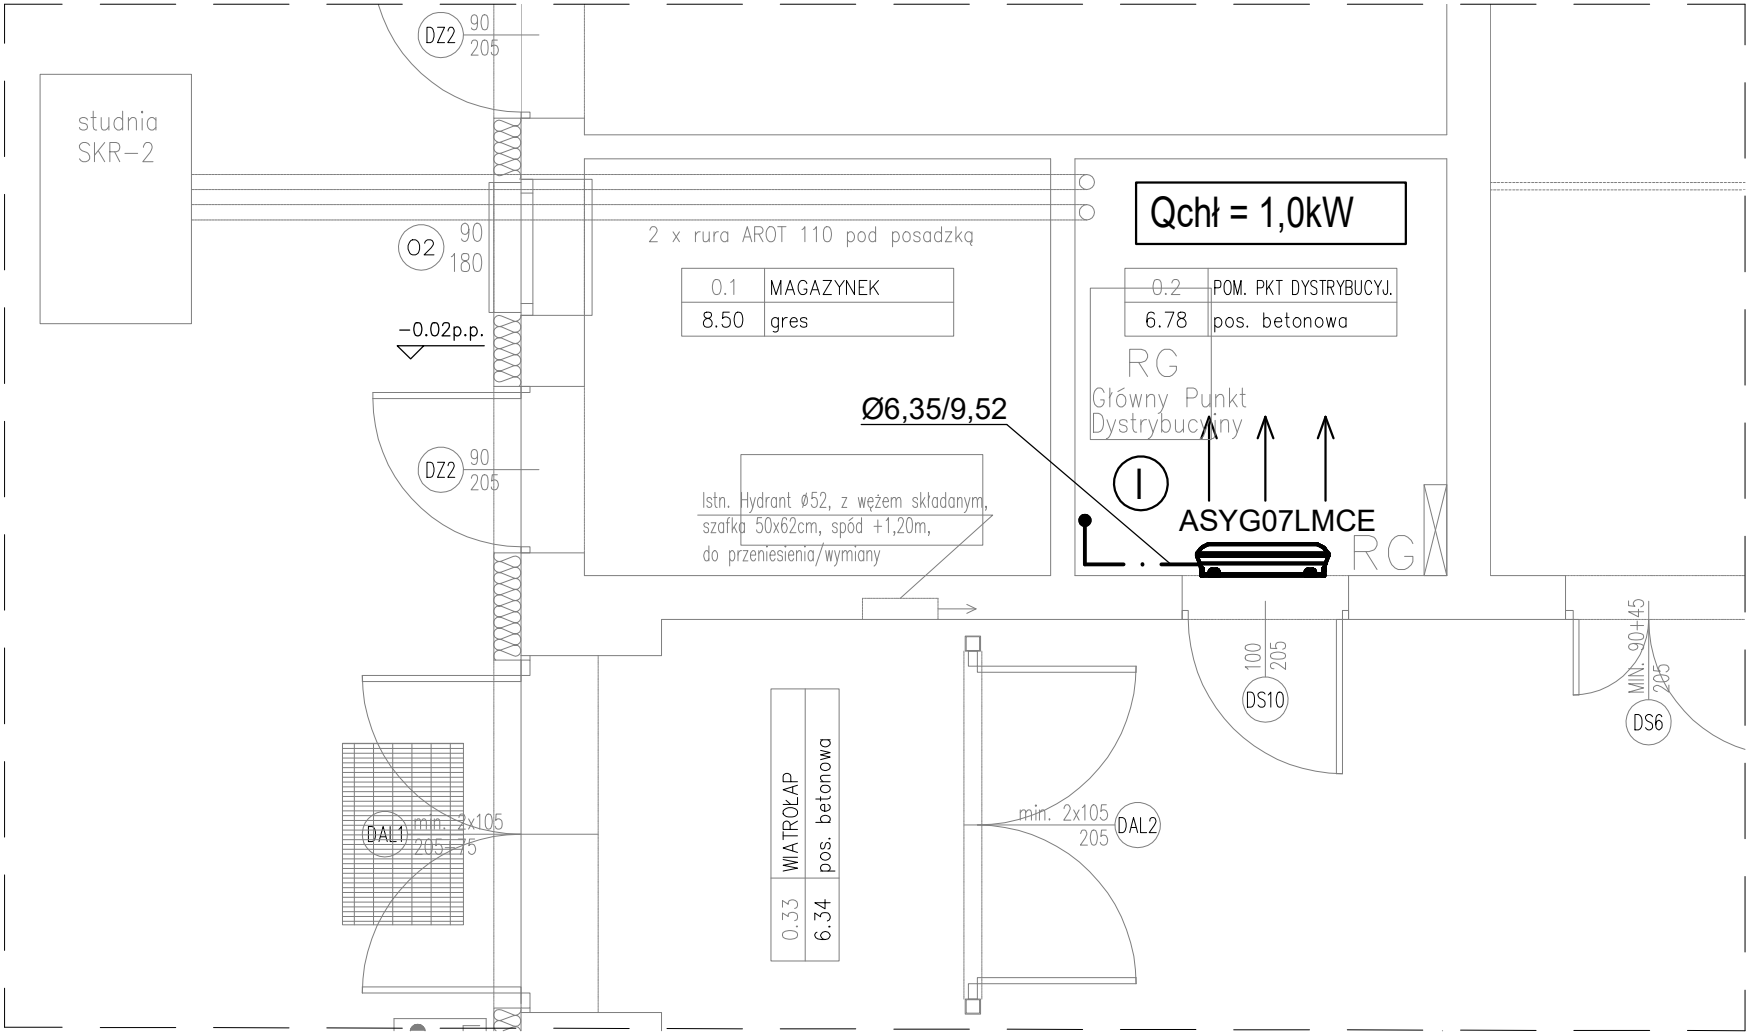 DZ2
90
205
studnia
SKR-2
Qchł = 1,0kW
O2
90
180
2 x rura AROT 110 pod posadzką
0.1 MAGAZYNEK
8.50 gres
0.2 POM. PKT DYSTRYBUCYJ.
6.78 pos. betonowa
-0.02p.p.
RG
Główny Punkt
Dystrybucyjny
Ø6,35/9,52
DZ2
90
205
I
Istn. Hydrant ø52, z wężem składanym,
szafka 50x62cm, spód +1,20m,
do przeniesienia/wymiany
ASYG07LMCE
RG
100
205
DS10
MIN. 90+45
205
DS6
0.33 WIATROŁAP
6.34 pos. betonowa
DAL1
min. 2x105
205+75
min. 2x105
205
DAL2